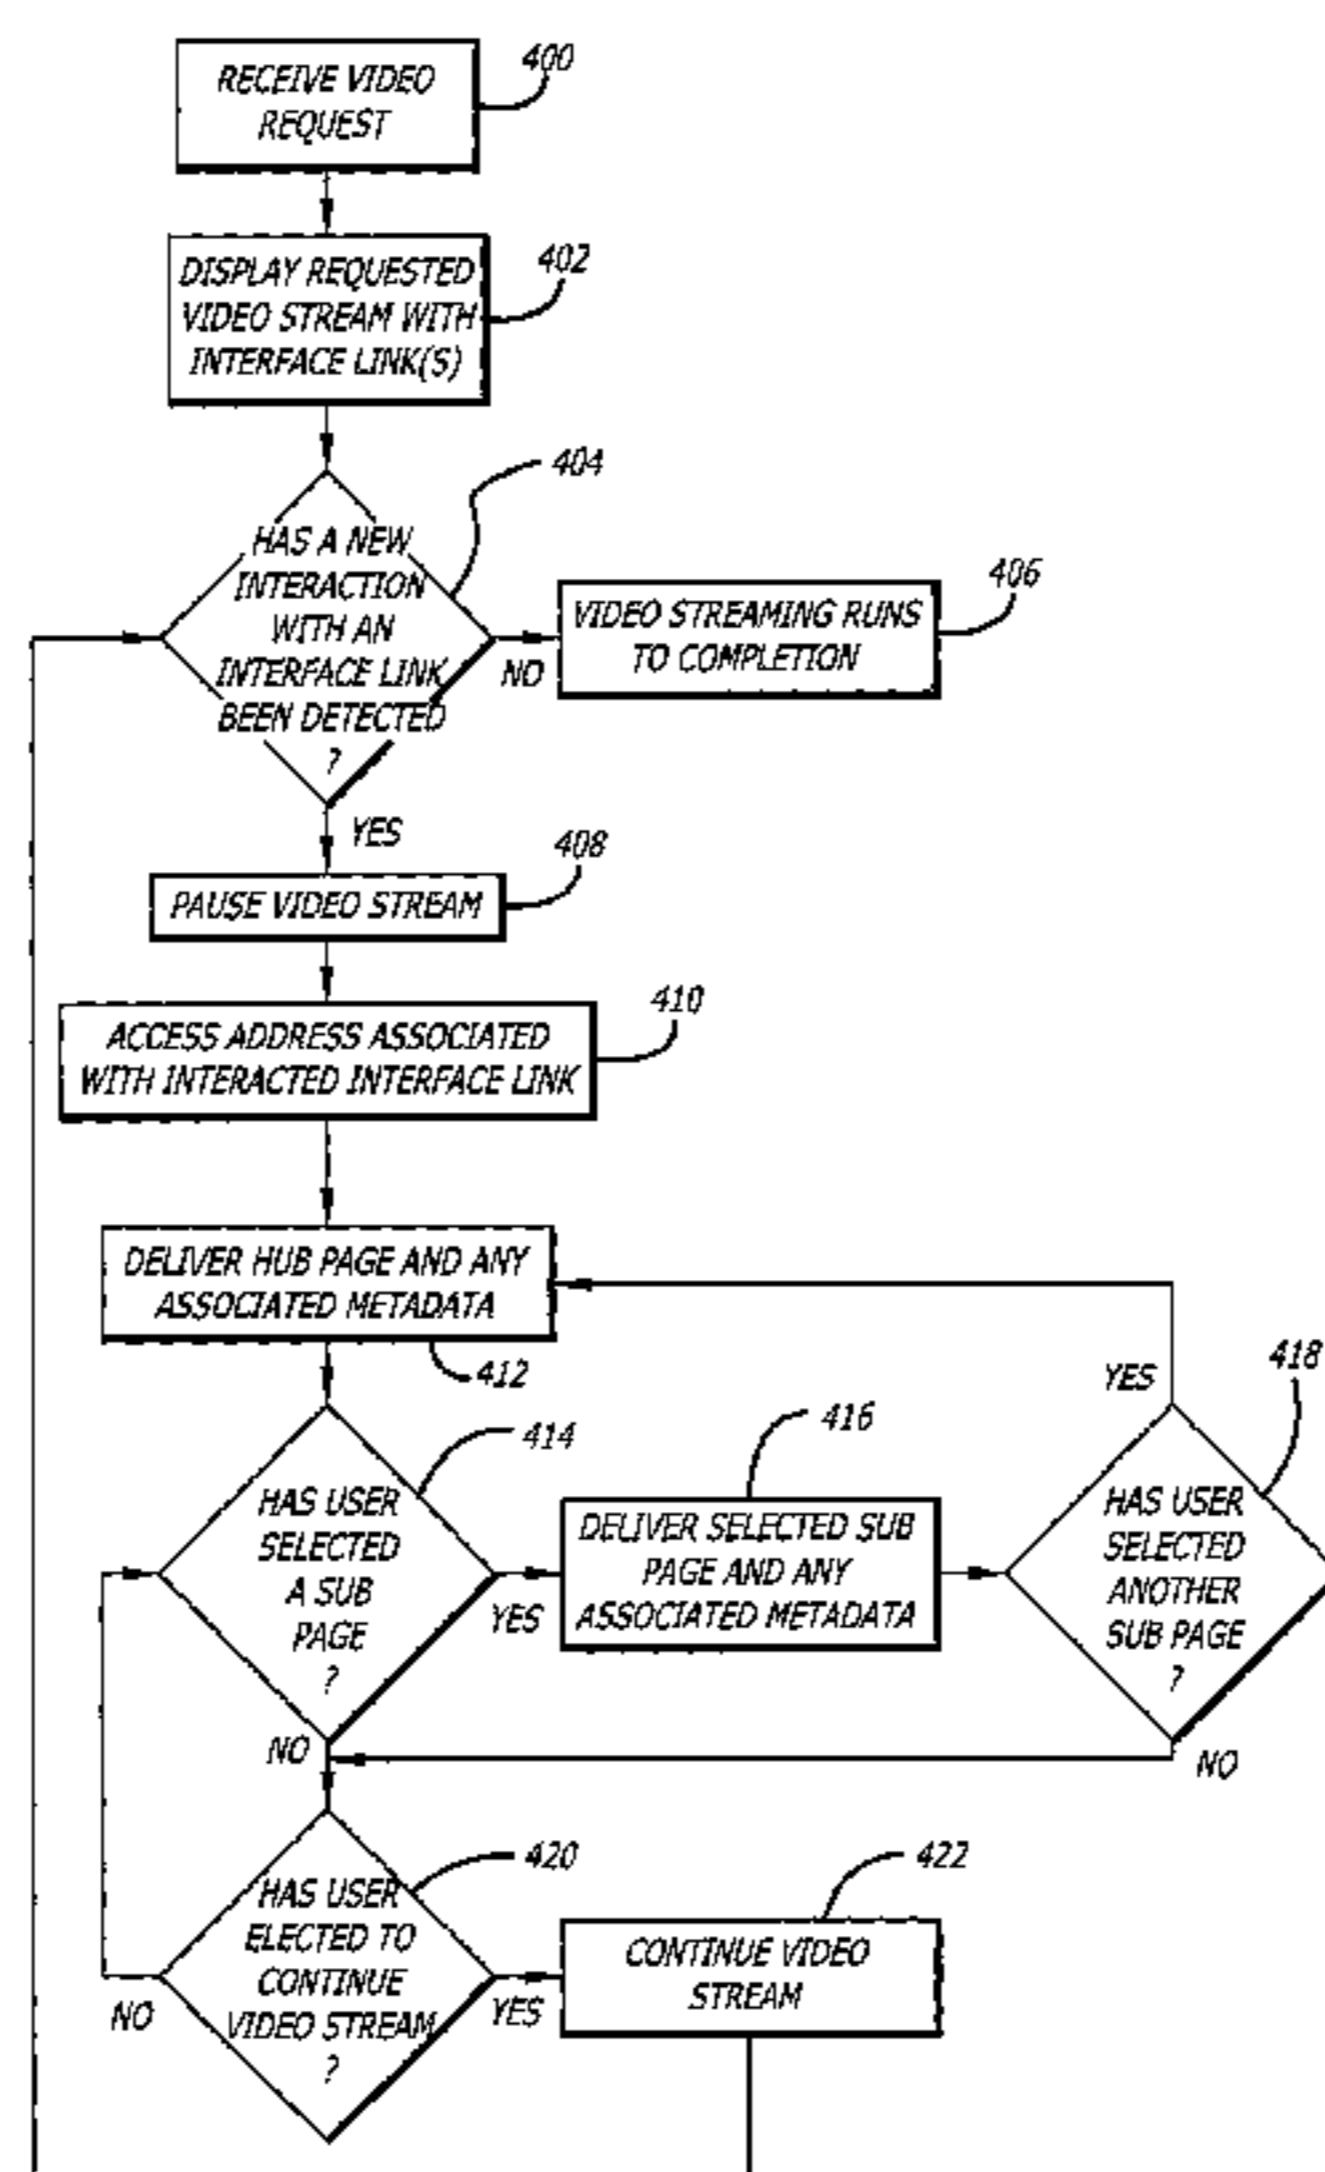 RECEIVE VIDEO
REQUEST
400
DISPLAY REQUESTED
VIDEO STREAM WITH
INTERFACE LINK(S)
402
HAS A NEW
INTERACTION
WITH AN
INTERFACE LINK
BEEN DETECTED
?
404
NO
VIDEO STREAMING RUNS
TO COMPLETION
406
YES
PAUSE VIDEO STREAM
408
ACCESS ADDRESS ASSOCIATED
WITH INTERACTED INTERFACE LINK
410
DELIVER HUB PAGE AND ANY
ASSOCIATED METADATA
412
HAS USER
SELECTED
A SUB
PAGE
?
414
YES
DELIVER SELECTED SUB
PAGE AND ANY
ASSOCIATED METADATA
416
YES
HAS USER
SELECTED
ANOTHER
SUB PAGE
?
418
NO
NO
HAS USER
ELECTED TO
CONTINUE
VIDEO STREAM
?
420
NO
YES
CONTINUE VIDEO
STREAM
422